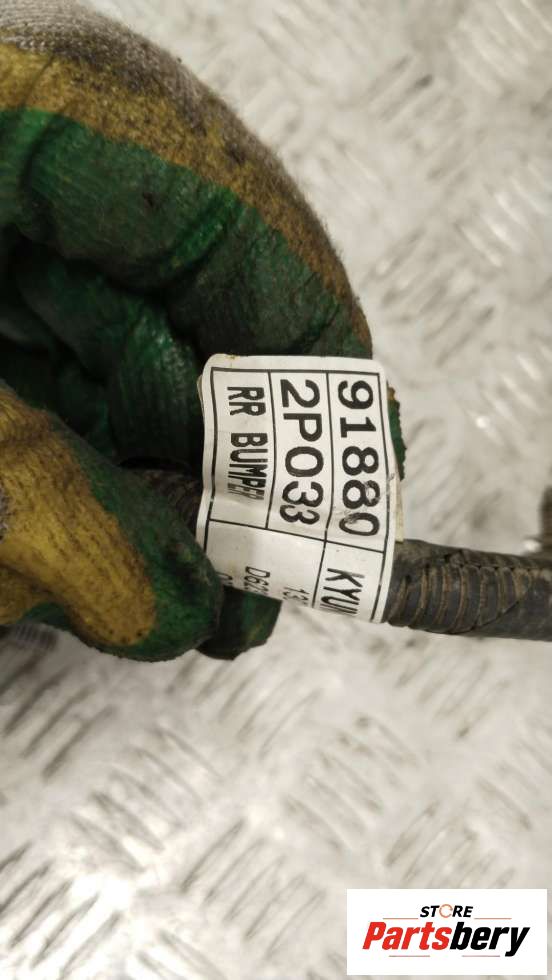 91880
2P033
RR BUMPER
STORE
Partsbery